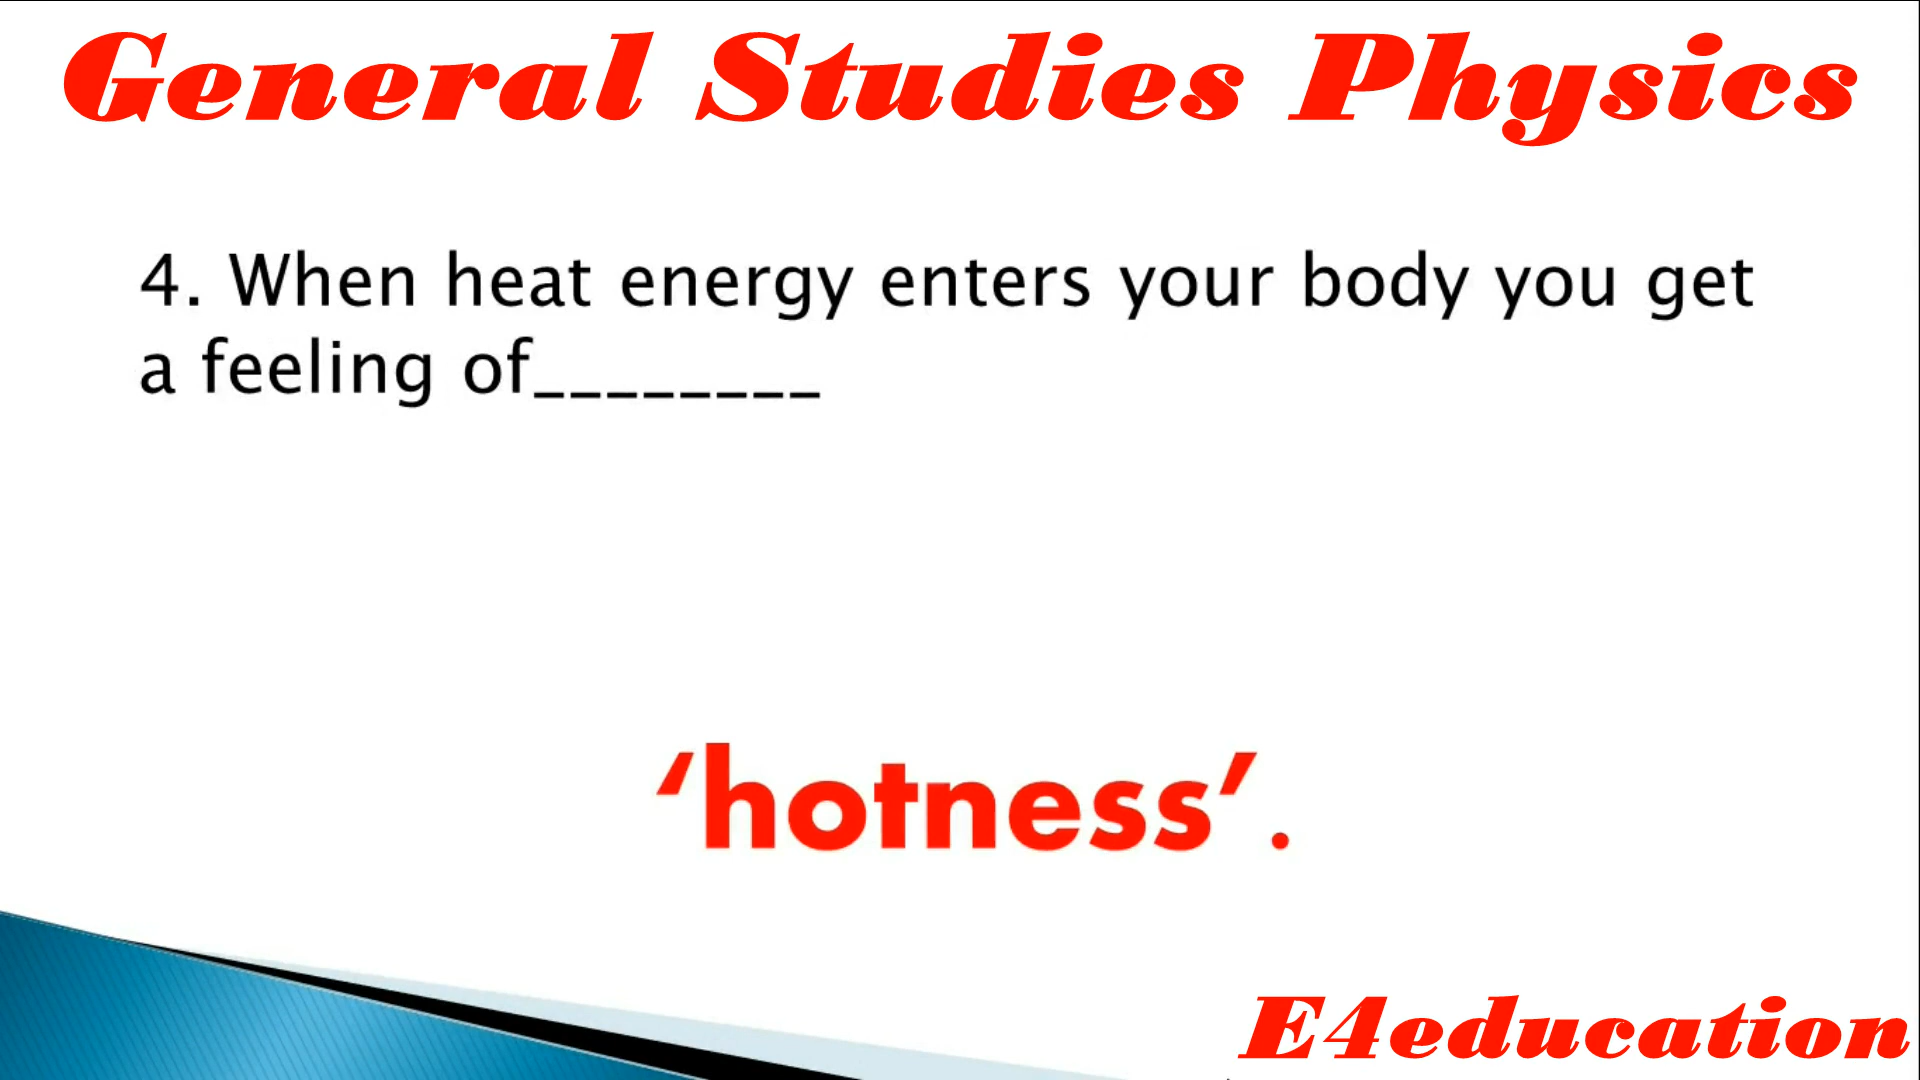 General Studies Physics
4. When heat energy enters your body you get
a feeling of________
‘hotness’.
E4education